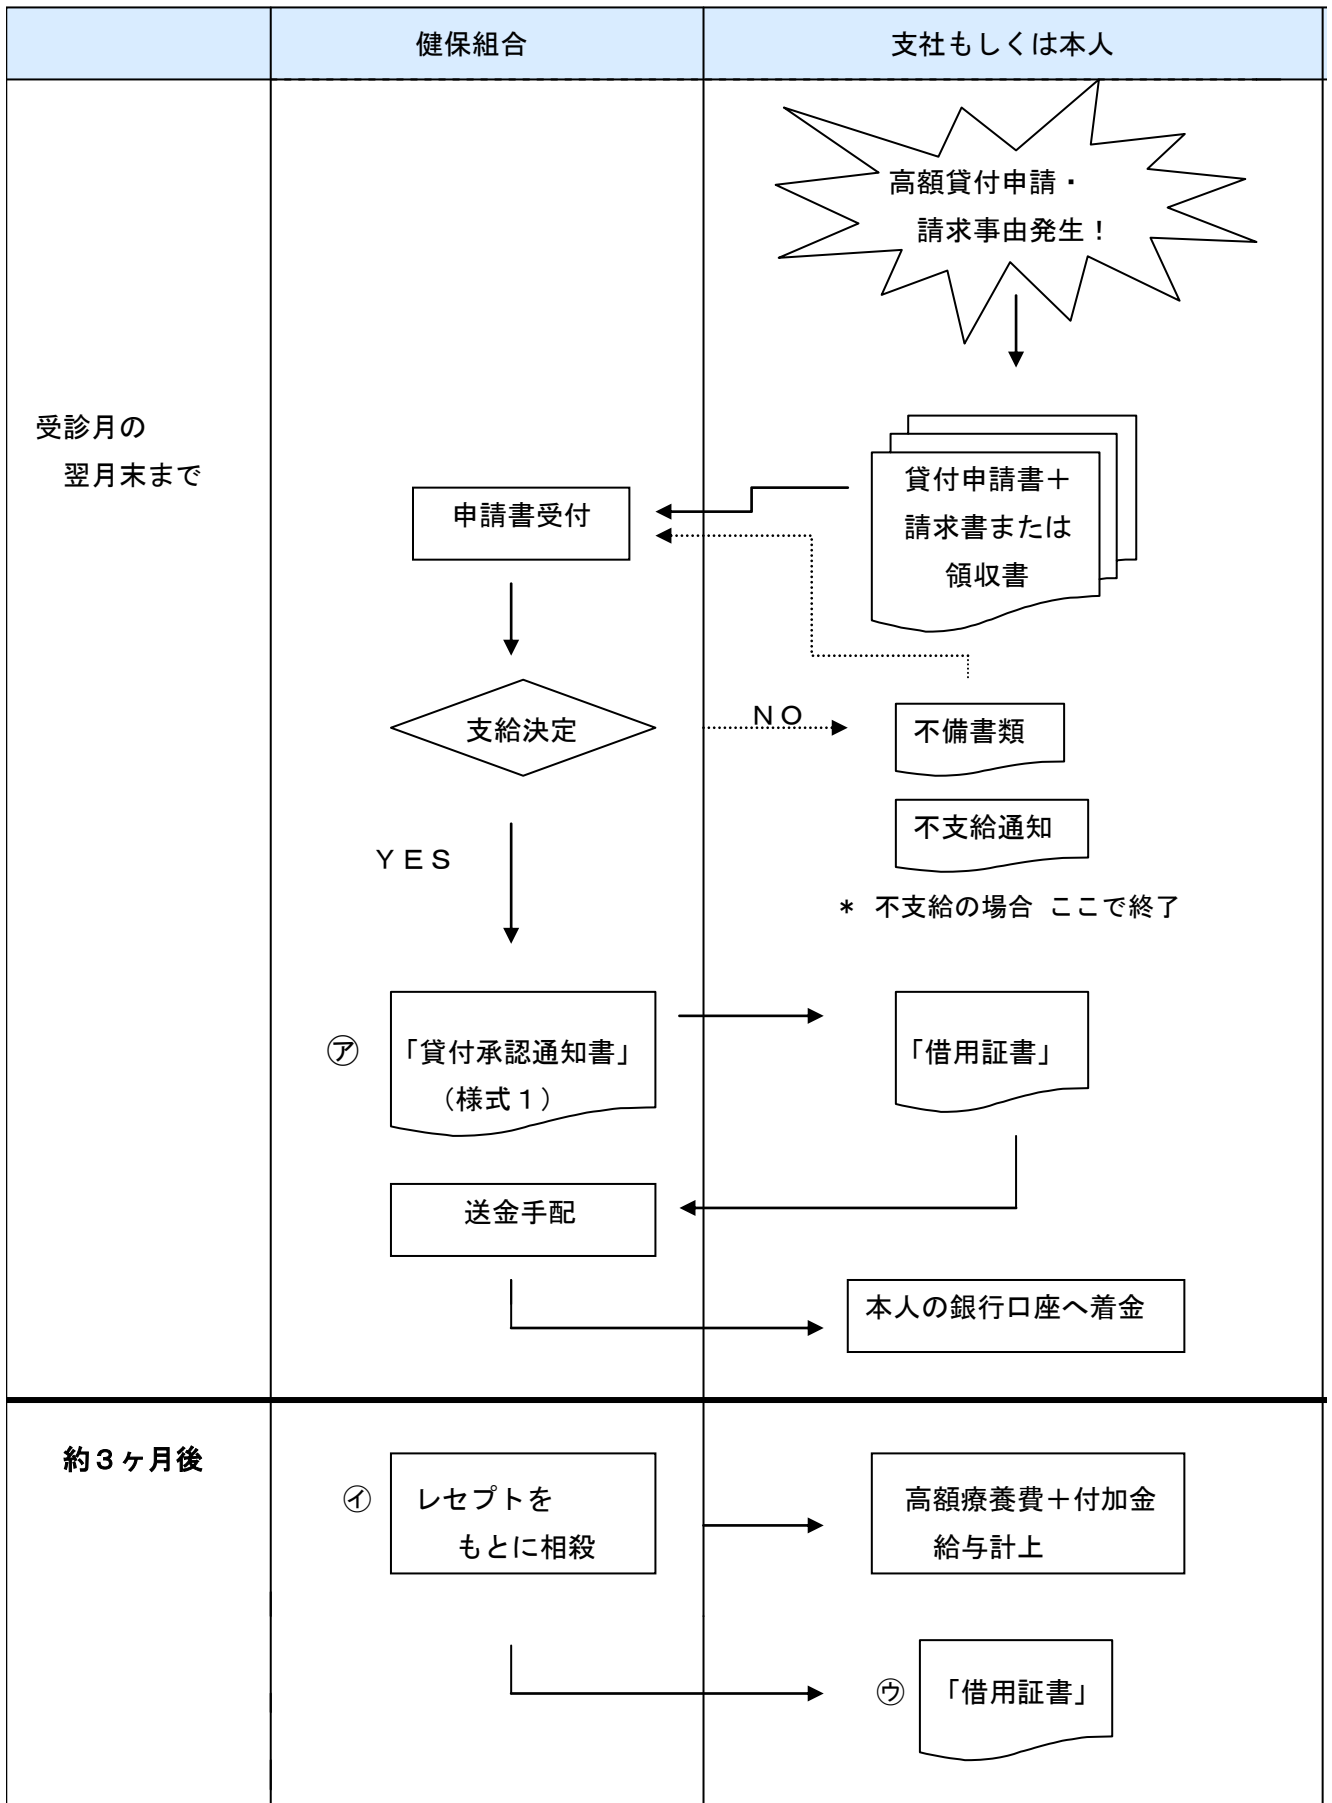 健保組合
支社もしくは本人
高額貸付申請・
請求事由発生！
受診月の
翌月末まで
貸付申請書＋
請求書または
領収書
申請書受付
支給決定
ＮＯ
不備書類
不支給通知
ＹＥＳ
＊ 不支給の場合 ここで終了
㋐
「貸付承認通知書」
（様式１）
「借用証書」
送金手配
本人の銀行口座へ着金
約３ヶ月後
㋑
レセプトを
もとに相殺
高額療養費＋付加金
給与計上
㋒
「借用証書」